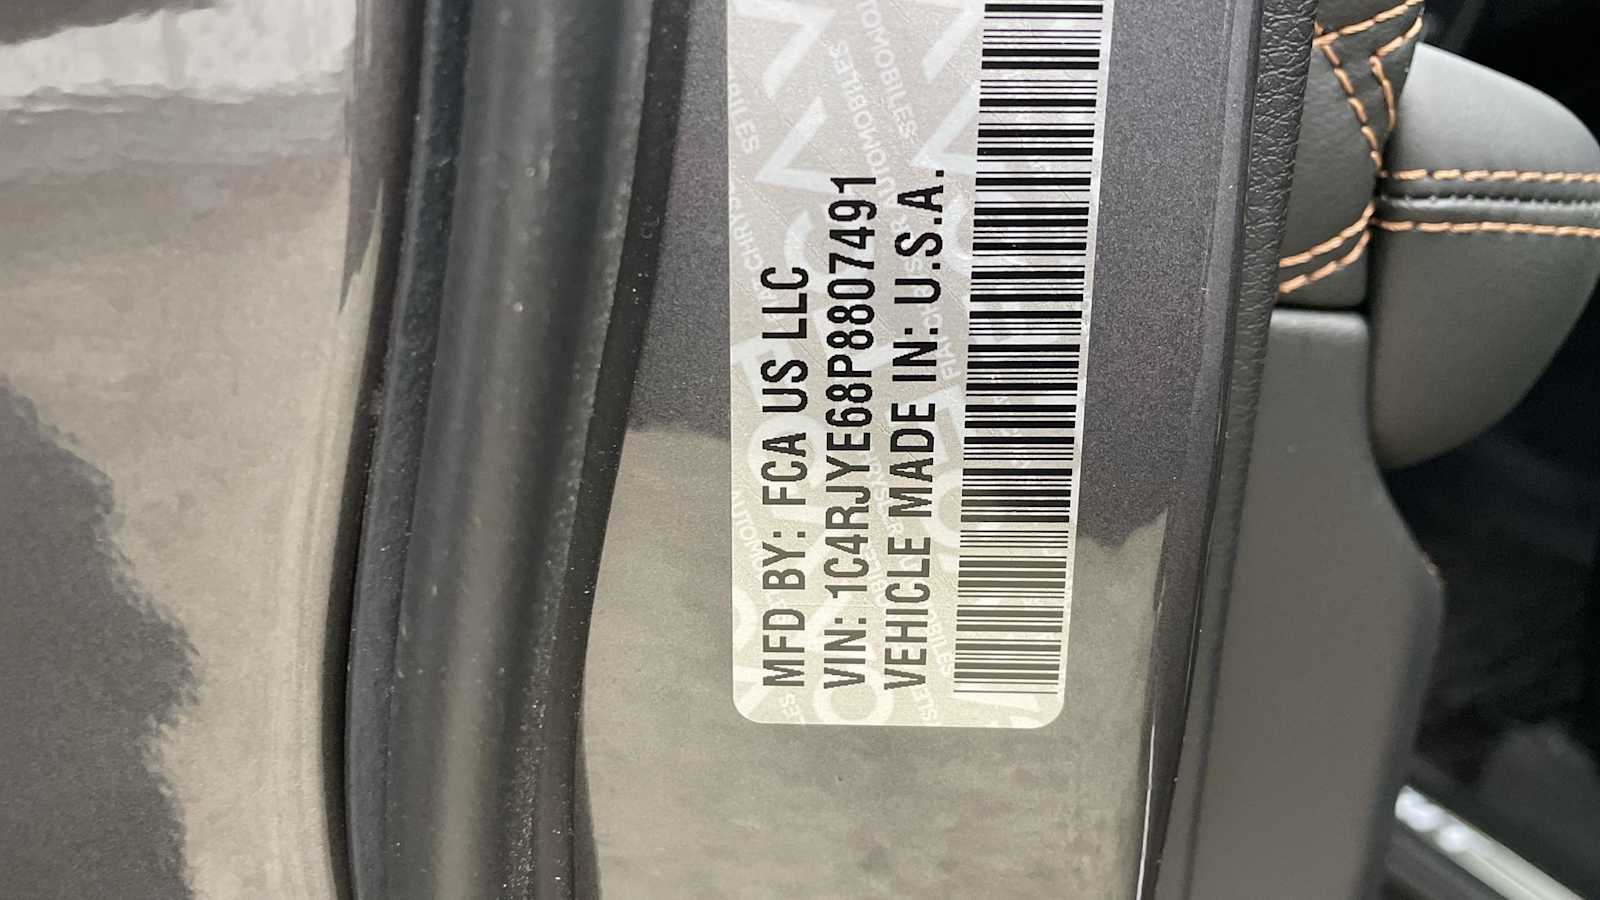 MFD BY: FCA US LLC
VIN: 1C4RJYE68P8807491
VEHICLE MADE IN: U.S.A.